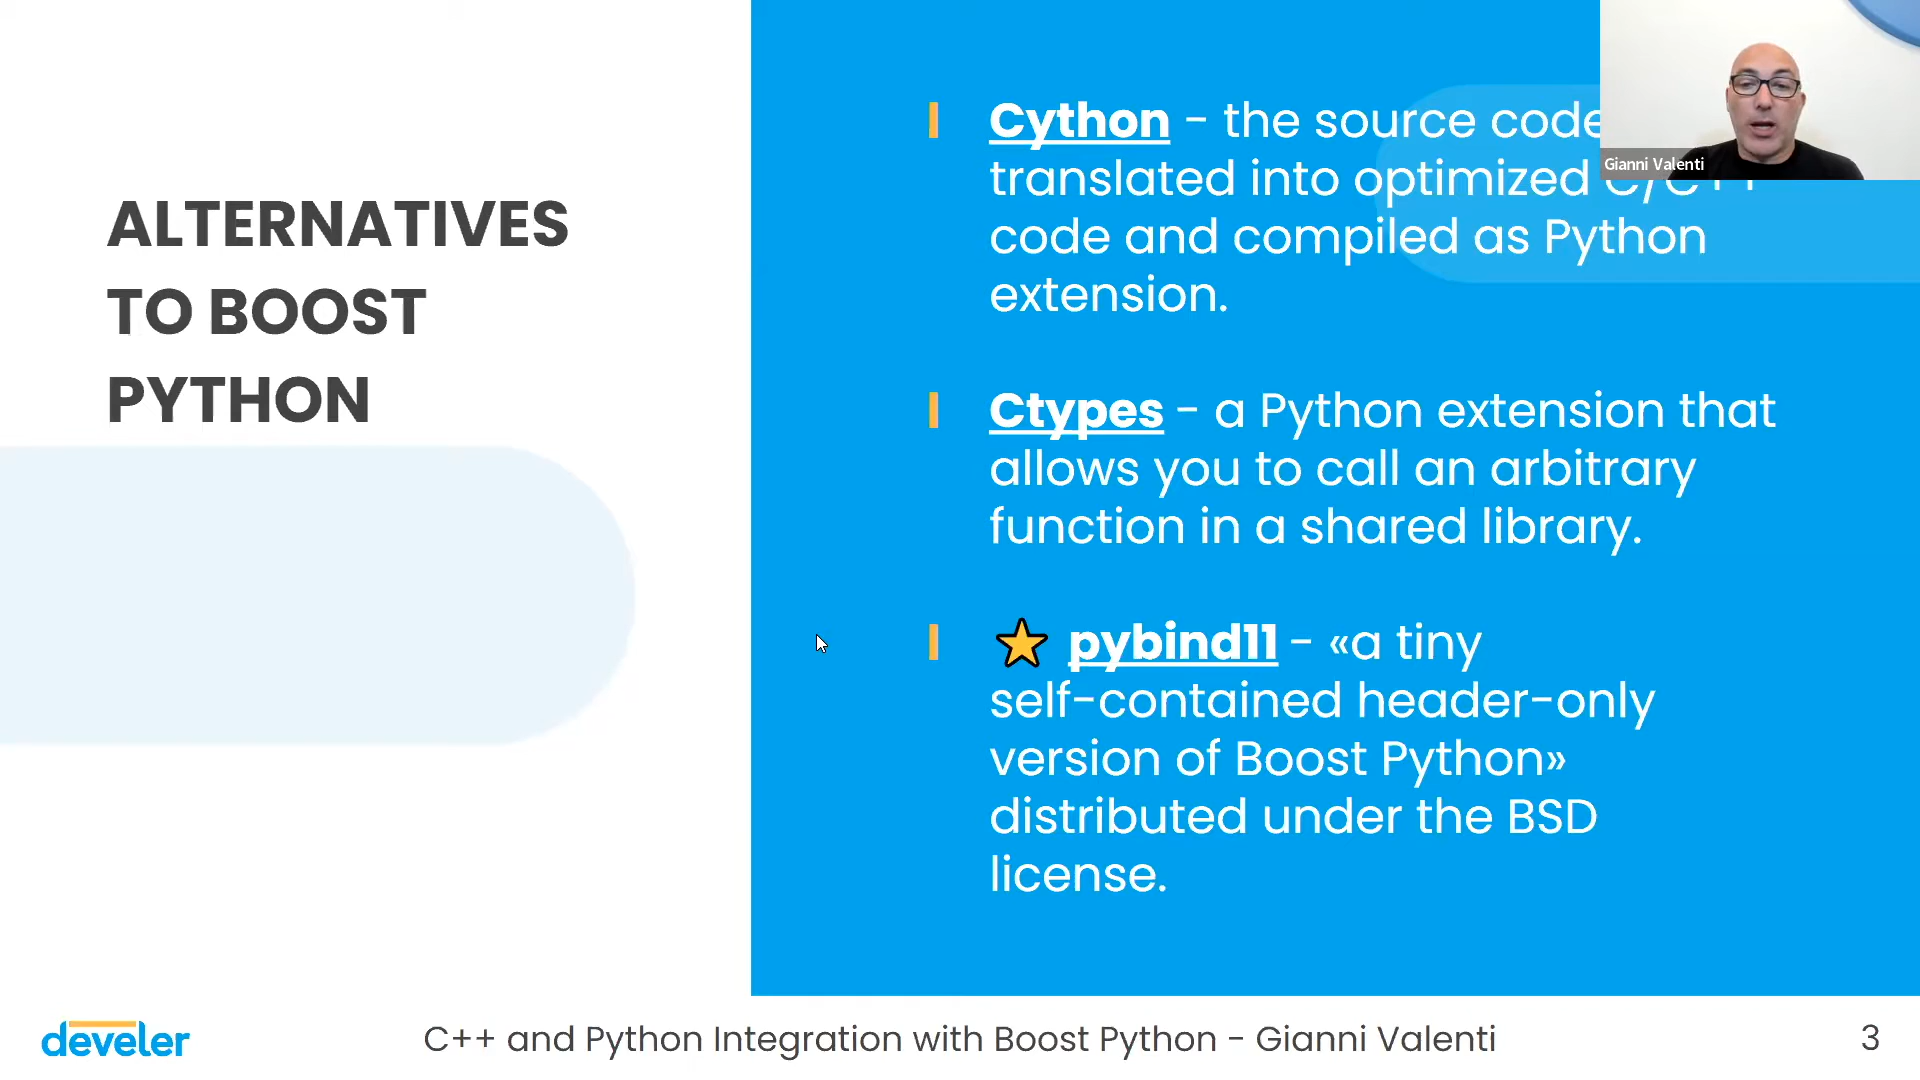 ALTERNATIVES
TO BOOST
PYTHON
Cython - the source code
translated into optimized C/C++
code and compiled as Python
extension.
Ctypes - a Python extension that
allows you to call an arbitrary
function in a shared library.
pybind11 - «a tiny
self-contained header-only
version of Boost Python»
distributed under the BSD
license.
Gianni Valenti
develer
C++ and Python Integration with Boost Python - Gianni Valenti
3